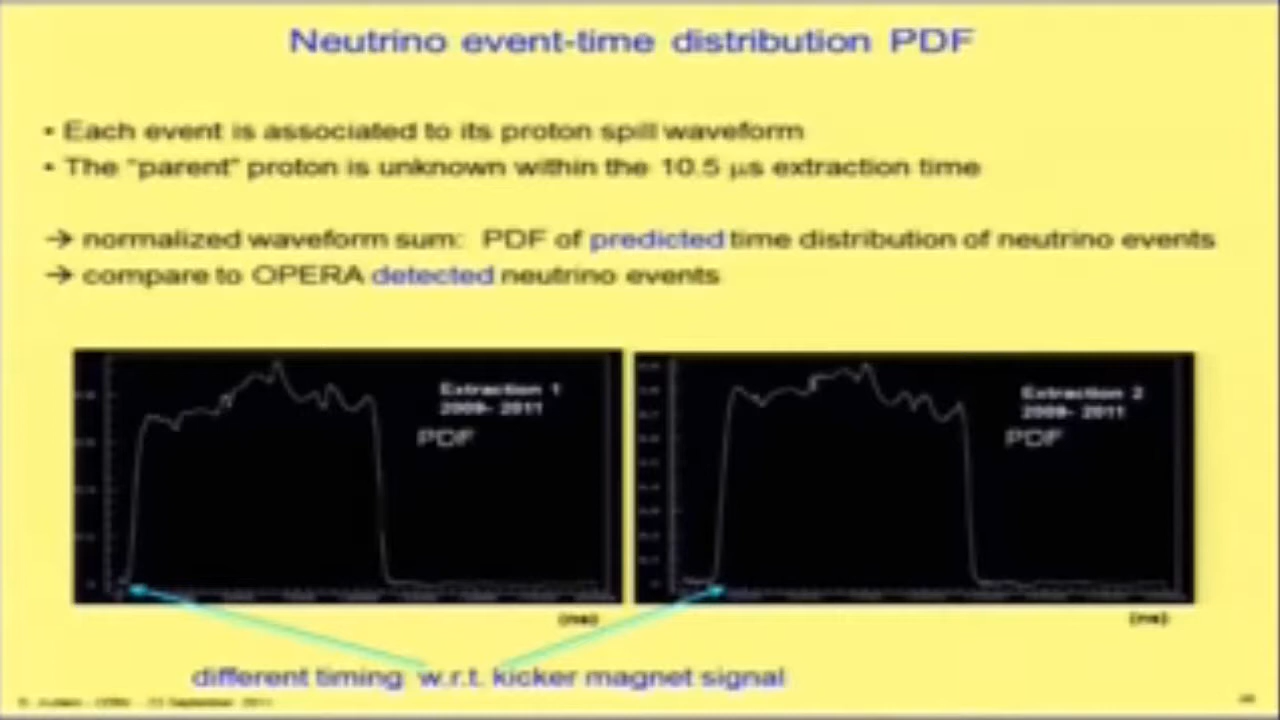 Neutrino event-time distribution PDF
• Each event is associated to its proton spill waveform
• The "parent" proton is unknown within the 10.5 μs extraction time
→ normalized waveform sum: PDF of predicted time distribution of neutrino events
→ compare to OPERA detected neutrino events
Extraction 1
2009- 2011
PDF
Extraction 2
2009- 2011
PDF
(ns)
(ns)
different timing w.r.t. kicker magnet signal
September 2011